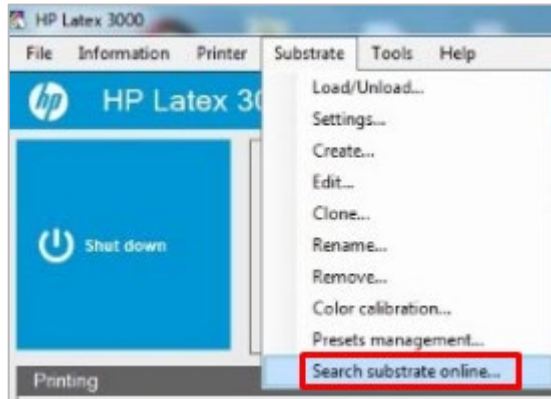 HP Latex 3000
File Information Printer Substrate Tools Help
hp HP Latex 30
Load/Unload...
Settings...
Create...
Edit...
Clone...
Rename...
Remove...
Color calibration...
Presets management...
Search substrate online...
Shut down
Printing